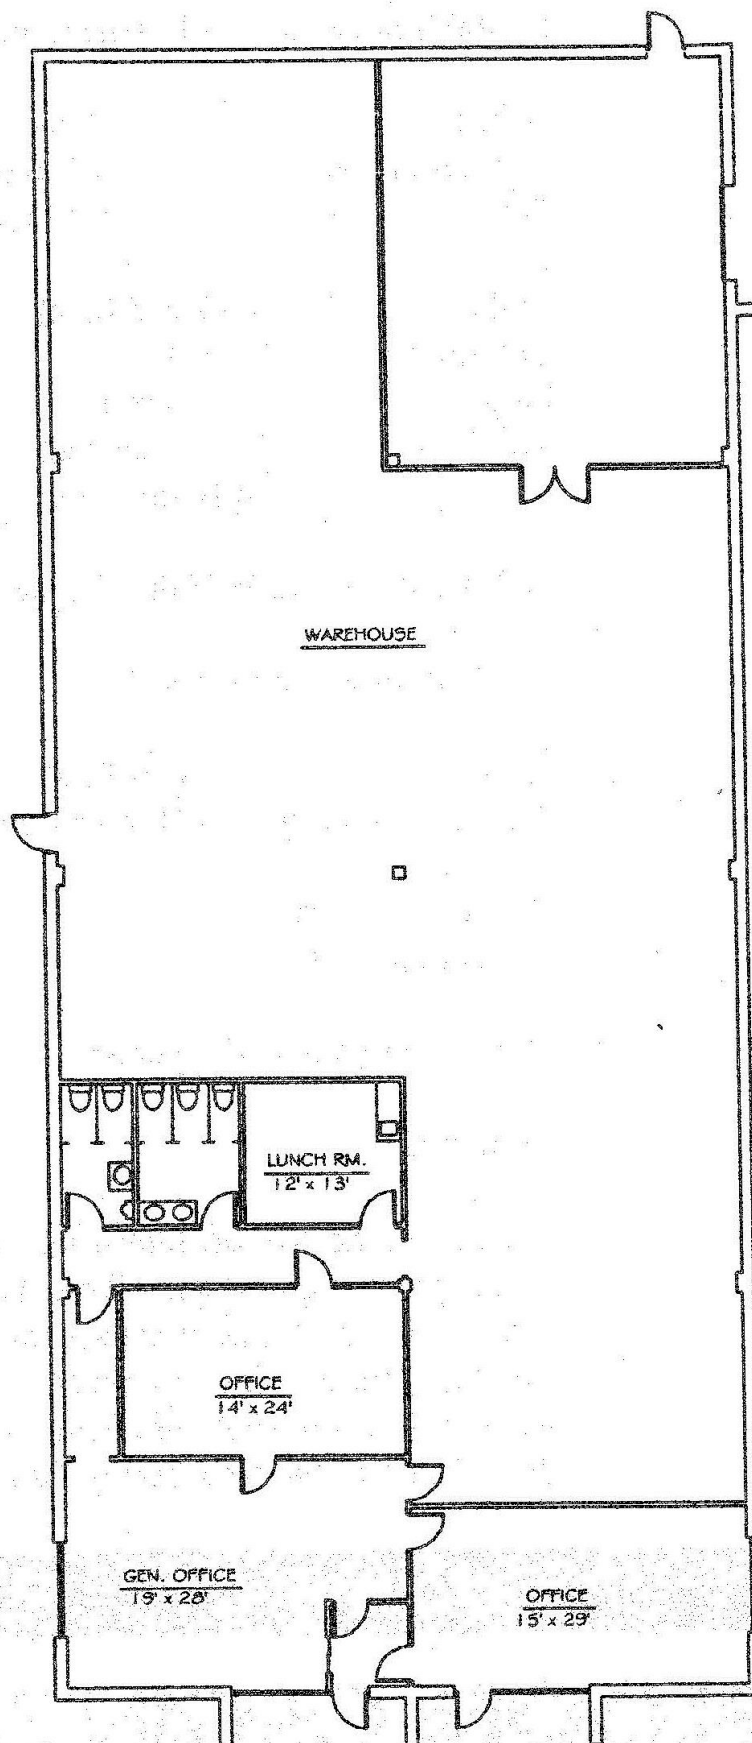 WAREHOUSE
LUNCH RM.
12' x 13'
OFFICE
14' x 24'
GEN. OFFICE
19' x 28'
OFFICE
15' x 29'